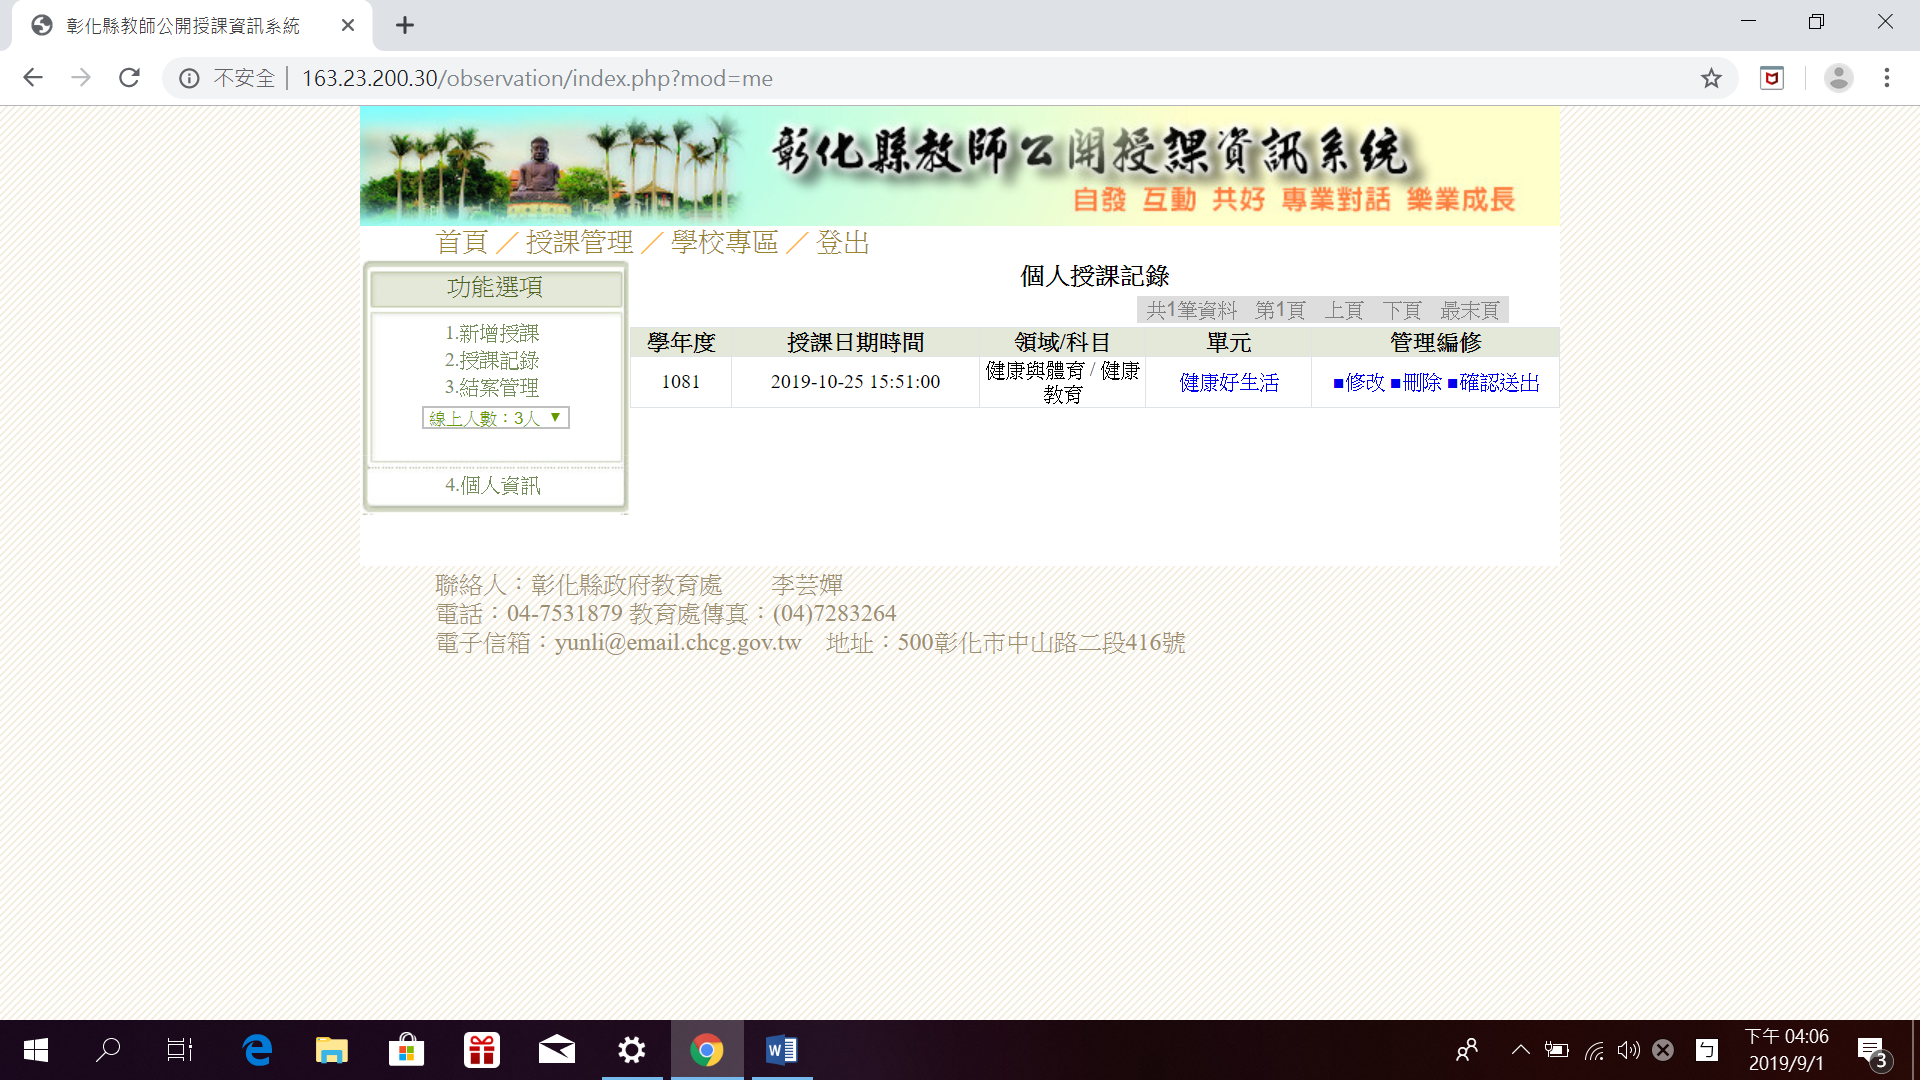 彰化縣教師公開授課資訊系統
不安全 163.23.200.30/observation/index.php?mod=me
彰化縣教師公開授課資訊系統
自發 互動 共好 專業對話 樂業成長
首頁 ／ 授課管理 ／ 學校專區 ／ 登出
功能選項
1.新增授課
2.授課記錄
3.結案管理
線上人數：3人 ▼
4.個人資訊
個人授課記錄
共1筆資料 第1頁 上頁 下頁 最末頁
學年度 授課日期時間 領域/科目 單元 管理編修
1081 2019-10-25 15:51:00 健康與體育 / 健康 健康好生活 ■修改 ■刪除 ■確認送出
教育
聯絡人：彰化縣政府教育處 李芸嬋
電話：04-7531879 教育處傳真：(04)7283264
電子信箱：yunli@email.chcg.gov.tw 地址：500彰化市中山路二段416號
下午 04:06
2019/9/1
3